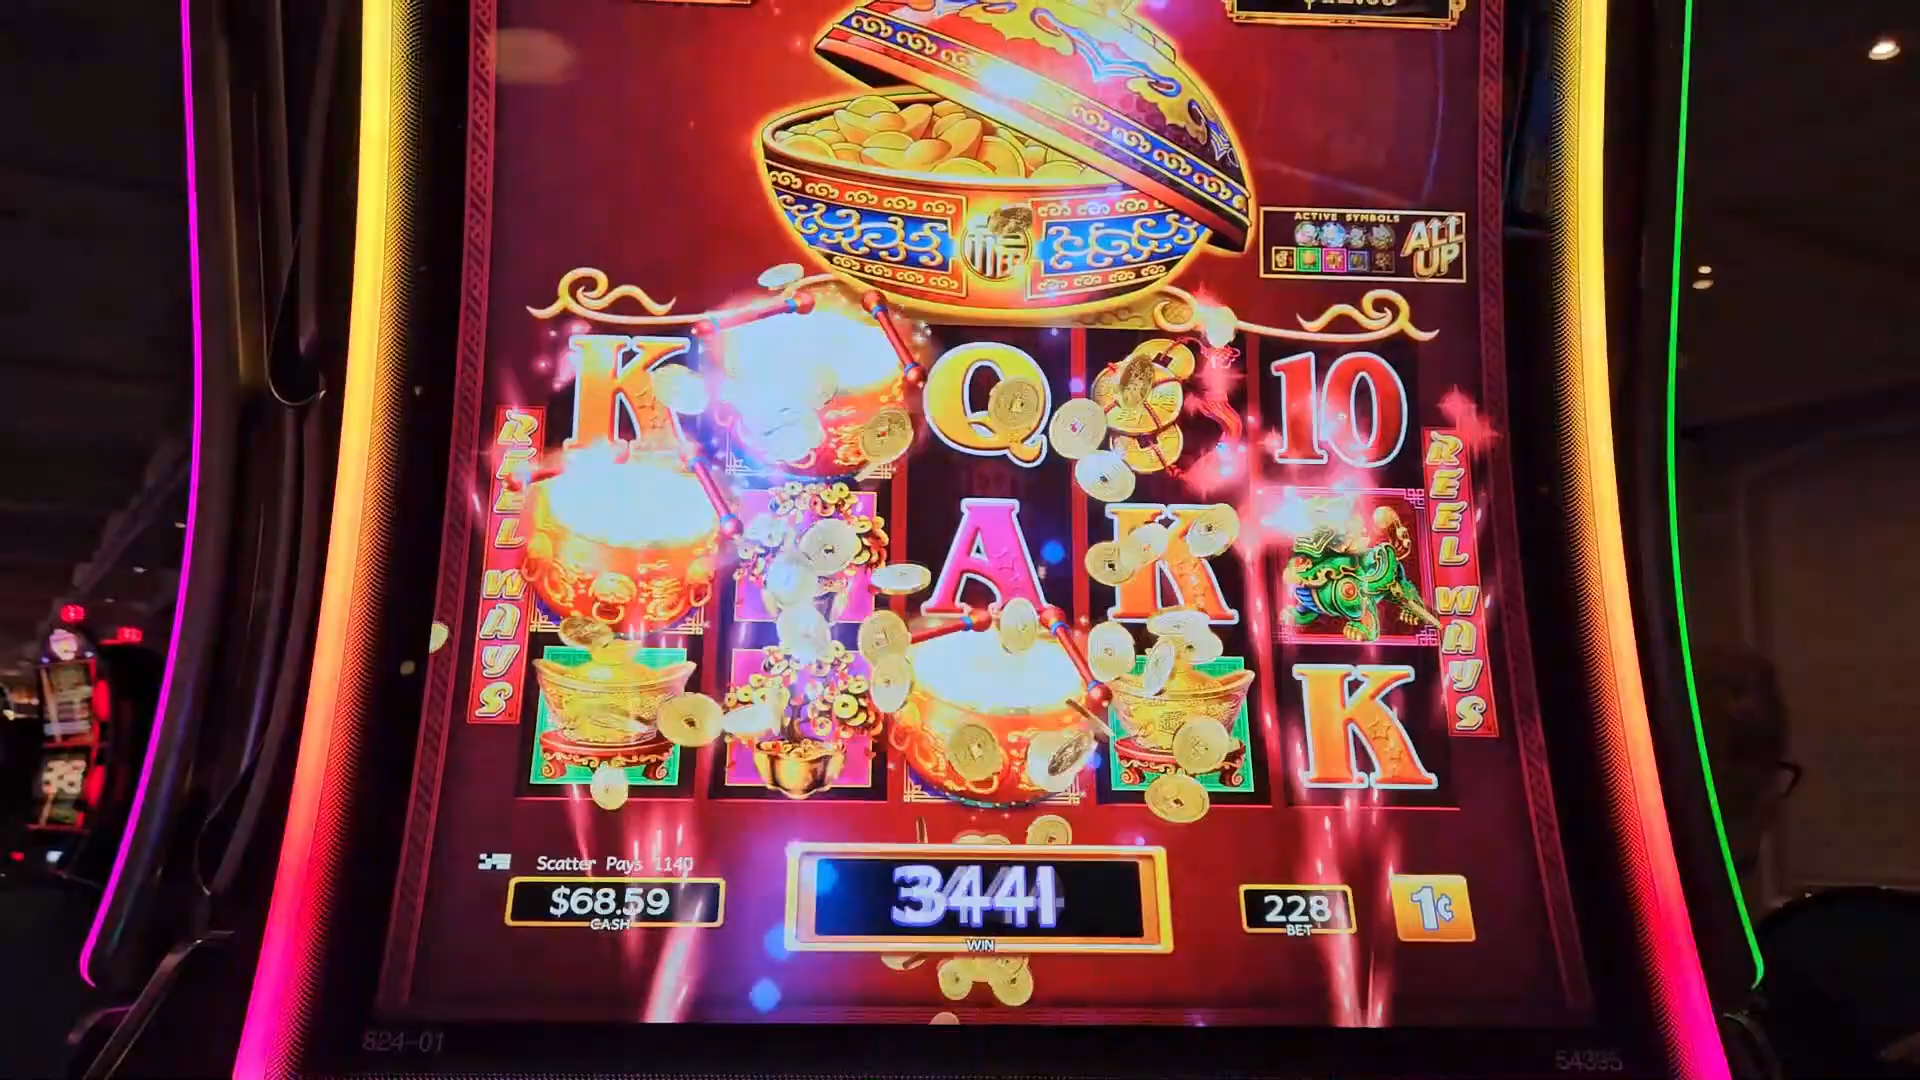 福
ACTIVE SYMBOLS
ALL
UP
K Q 10
A K
K
REEL WAYS
REEL WAYS
Scatter Pays 1140
$68.59
CASH
3441
WIN
228
BET
1¢
824-01
54395